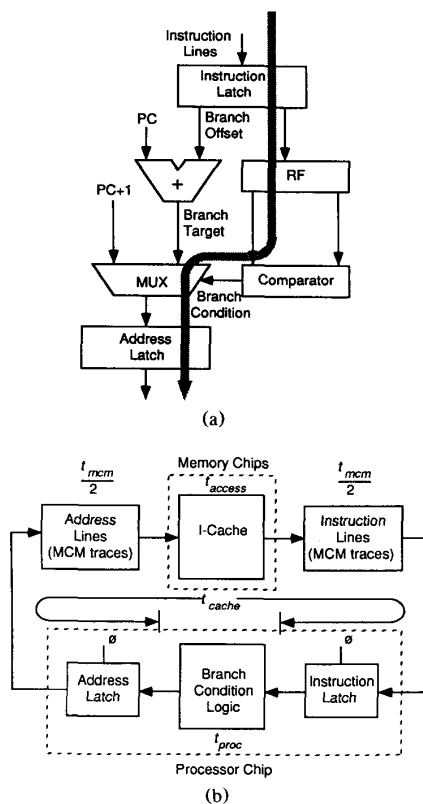 Instruction
Lines
Instruction
Latch
PC
Branch
Offset
+
RF
PC+1
Branch
Target
MUX
Comparator
Branch
Condition
Address
Latch
(a)
t_mcm
2
Memory Chips
t_mcm
2
Address
Lines
(MCM traces)
t_access
I-Cache
Instruction
Lines
(MCM traces)
t_cache
ø
ø
Address
Latch
Branch
Condition
Logic
Instruction
Latch
t_proc
Processor Chip
(b)